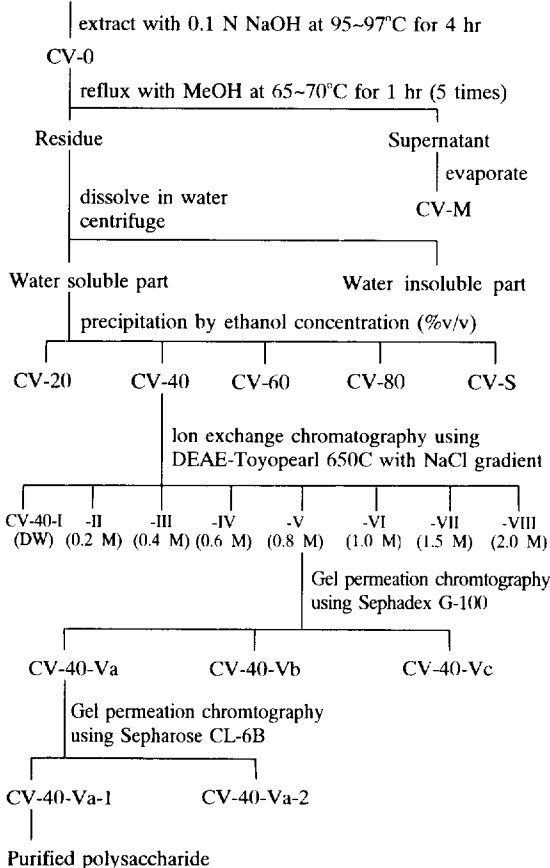 extract with 0.1 N NaOH at 95~97°C for 4 hr
CV-0
reflux with MeOH at 65~70°C for 1 hr (5 times)
Residue Supernatant
evaporate
dissolve in water
centrifuge
CV-M
Water soluble part Water insoluble part
precipitation by ethanol concentration (%v/v)
CV-20 CV-40 CV-60 CV-80 CV-S
Ion exchange chromatography using
DEAE-Toyopearl 650C with NaCl gradient
CV-40-I -II -III -IV -V -VI -VII -VIII
(DW) (0.2 M) (0.4 M) (0.6 M) (0.8 M) (1.0 M) (1.5 M) (2.0 M)
Gel permeation chromtography
using Sephadex G-100
CV-40-Va CV-40-Vb CV-40-Vc
Gel permeation chromtography
using Sepharose CL-6B
CV-40-Va-1 CV-40-Va-2
Purified polysaccharide